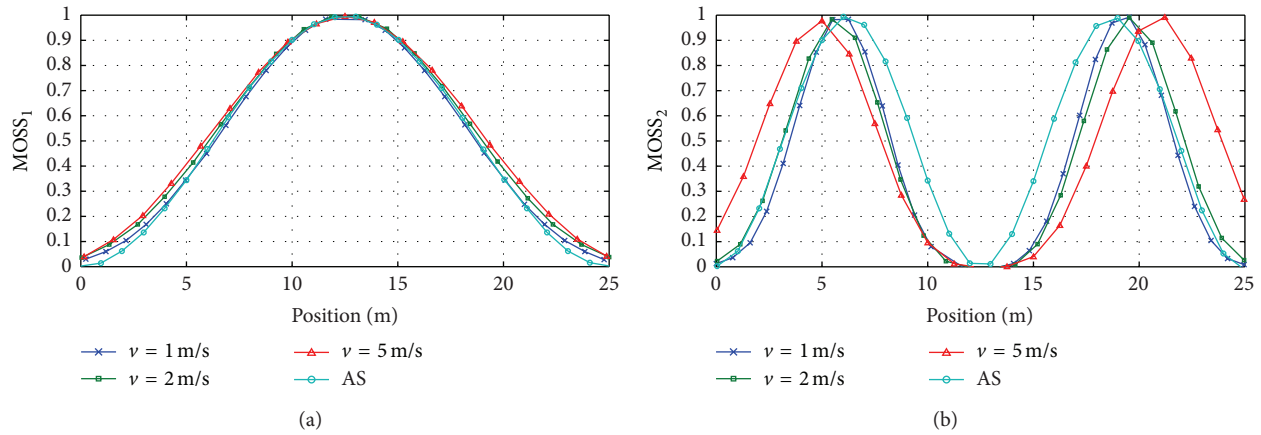 1
0.9
0.8
0.7
0.6
0.5
0.4
0.3
0.2
0.1
0
MOSS₁
0 5 10 15 20 25
Position (m)
v = 1 m/s
v = 2 m/s
v = 5 m/s
AS
(a)
1
0.9
0.8
0.7
0.6
0.5
0.4
0.3
0.2
0.1
0
MOSS₂
0 5 10 15 20 25
Position (m)
v = 1 m/s
v = 2 m/s
v = 5 m/s
AS
(b)